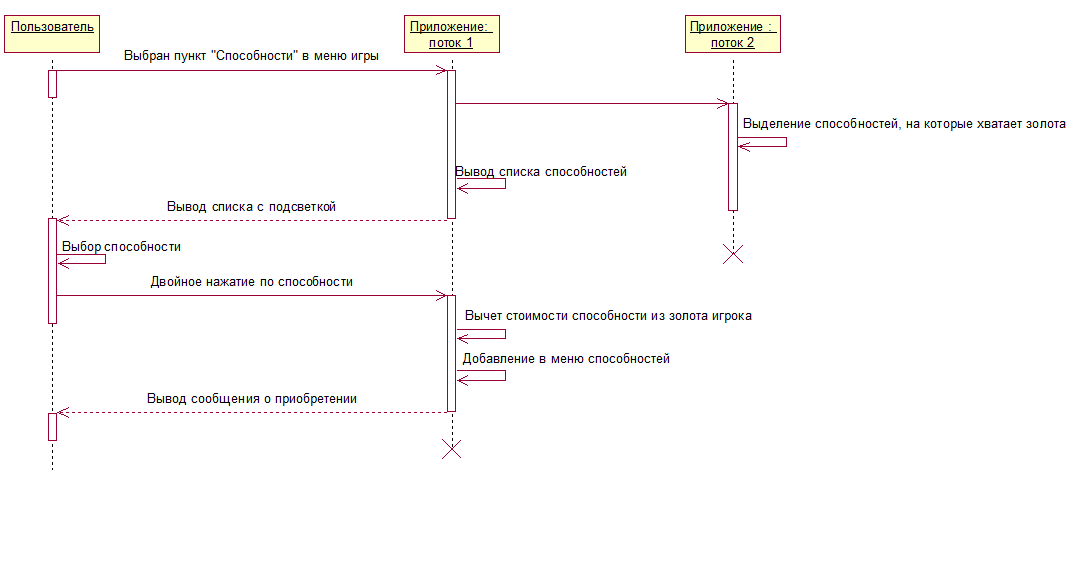 Пользователь
Приложение:
поток 1
Приложение :
поток 2
Выбран пункт "Способности" в меню игры
Выделение способностей, на которые хватает золота
Вывод списка способностей
Вывод списка с подсветкой
Выбор способности
Двойное нажатие по способности
Вычет стоимости способности из золота игрока
Добавление в меню способностей
Вывод сообщения о приобретении